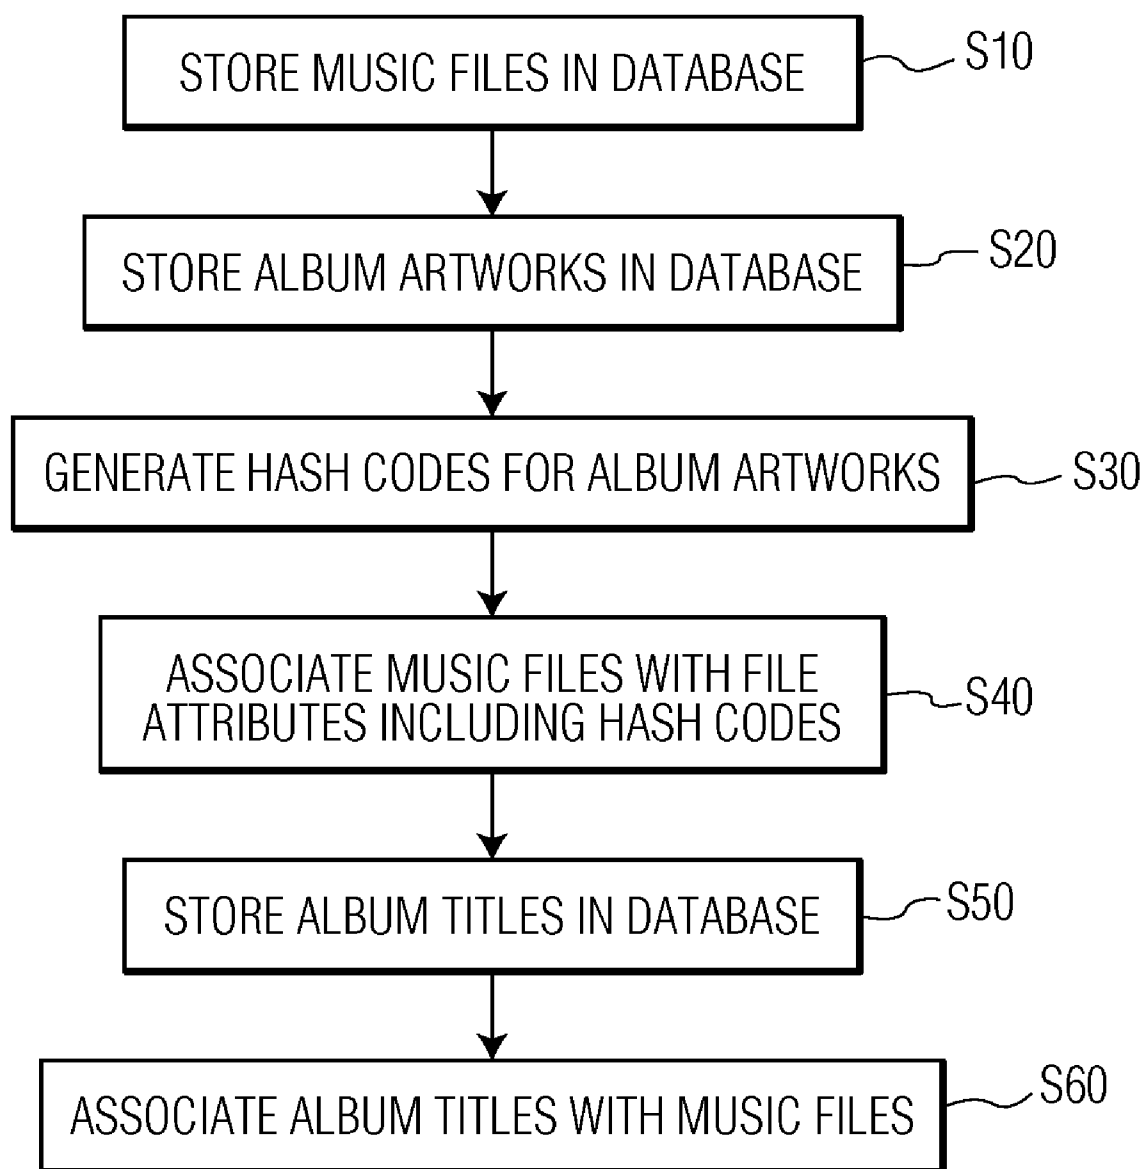 STORE MUSIC FILES IN DATABASE
S10
STORE ALBUM ARTWORKS IN DATABASE
S20
GENERATE HASH CODES FOR ALBUM ARTWORKS
S30
ASSOCIATE MUSIC FILES WITH FILE
ATTRIBUTES INCLUDING HASH CODES
S40
STORE ALBUM TITLES IN DATABASE
S50
ASSOCIATE ALBUM TITLES WITH MUSIC FILES
S60